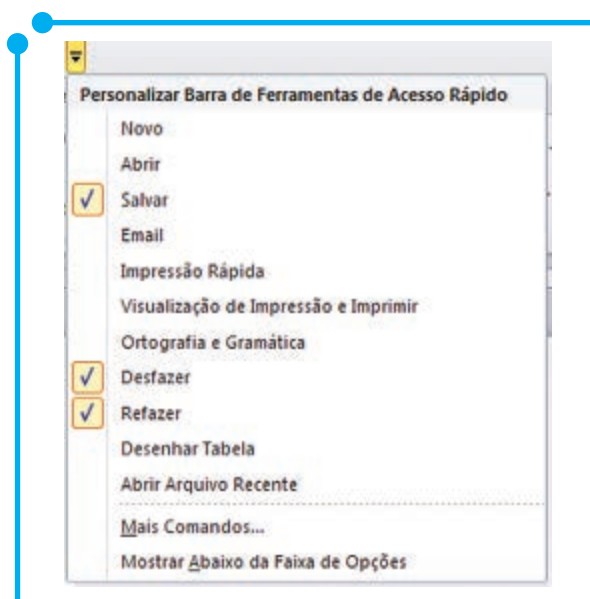 Personalizar Barra de Ferramentas de Acesso Rápido
Novo
Abrir
Salvar
Email
Impressão Rápida
Visualização de Impressão e Imprimir
Ortografia e Gramática
Desfazer
Refazer
Desenhar Tabela
Abrir Arquivo Recente
Mais Comandos...
Mostrar Abaixo da Faixa de Opções